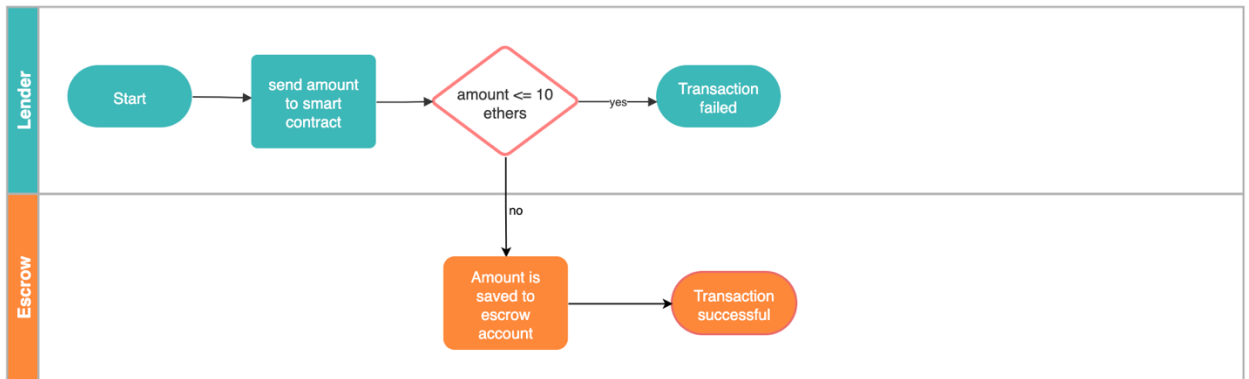 Lender
Start
send amount
to smart
contract
amount <= 10
ethers
yes
Transaction
failed
no
Escrow
Amount is
saved to
escrow
account
Transaction
successful